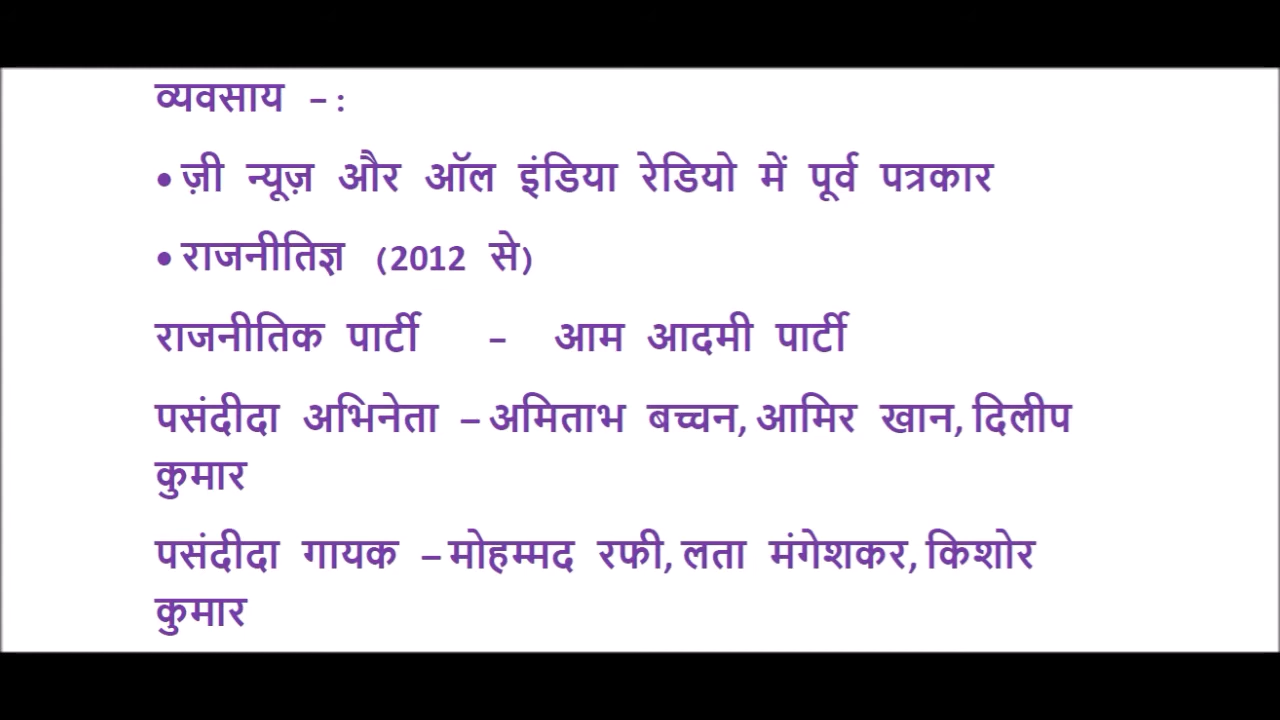 व्यवसाय – :
• ज़ी न्यूज़ और ऑल इंडिया रेडियो में पूर्व पत्रकार
• राजनीतिज्ञ (2012 से)
राजनीतिक पार्टी – आम आदमी पार्टी
पसंदीदा अभिनेता – अमिताभ बच्चन, आमिर खान, दिलीप
कुमार
पसंदीदा गायक – मोहम्मद रफी, लता मंगेशकर, किशोर
कुमार